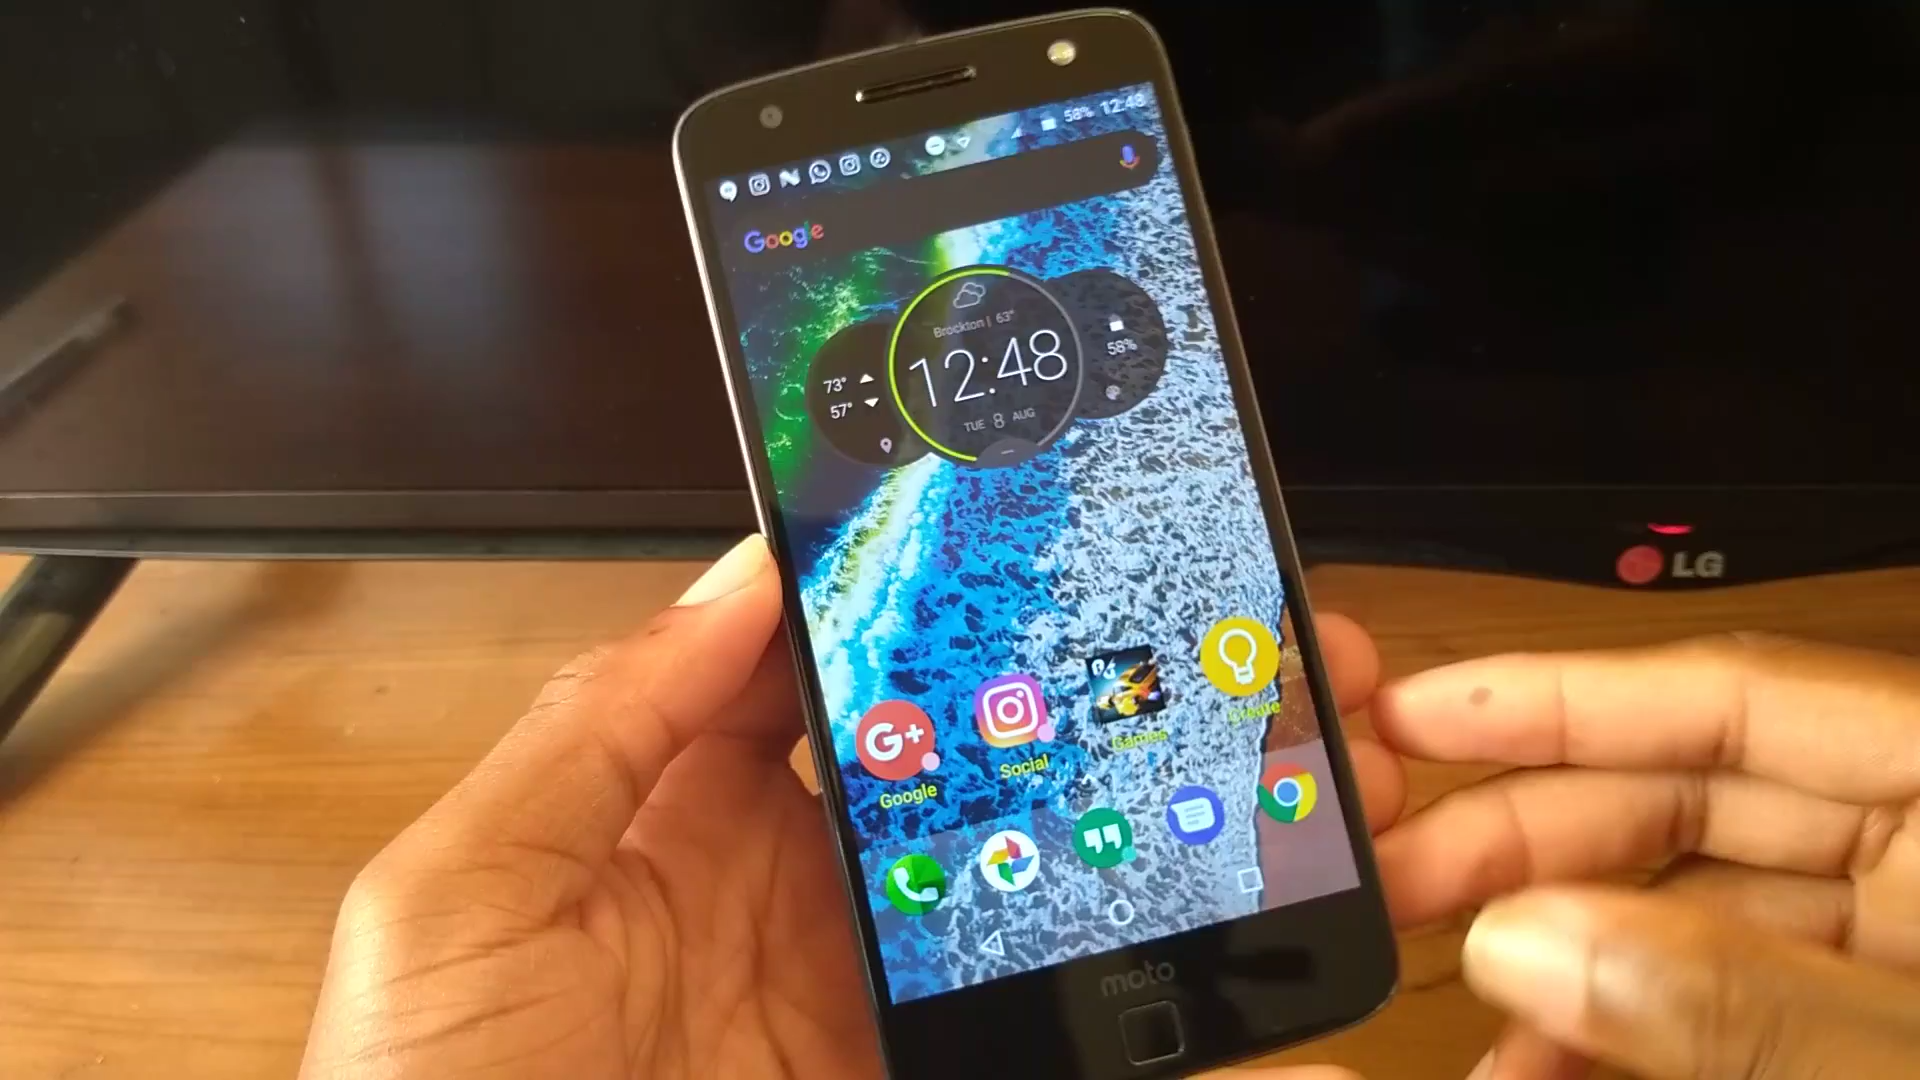 58% 12:48
Google
Brockton | 63°
12:48
TUE 8 AUG
73°
57°
58%
LG
G+
Google
Social
Games
Create
moto